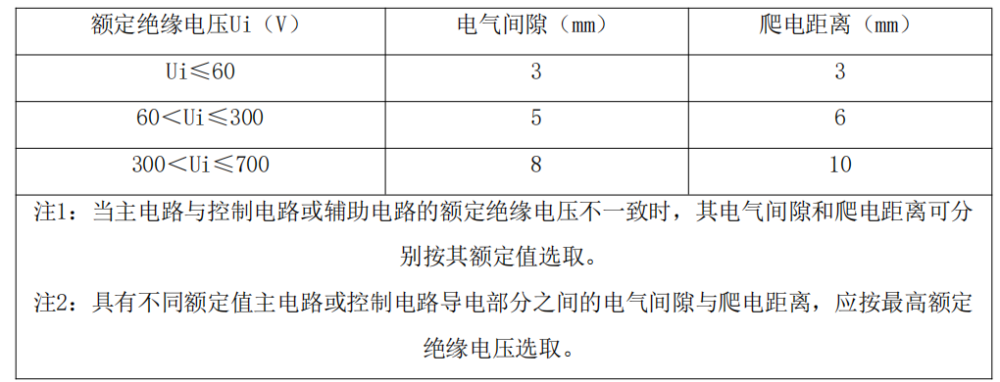 额定绝缘电压Ui（V） 电气间隙（mm） 爬电距离（mm）
Ui≤60 3 3
60＜Ui≤300 5 6
300＜Ui≤700 8 10
注1：当主电路与控制电路或辅助电路的额定绝缘电压不一致时，其电气间隙和爬电距离可分
别按其额定值选取。
注2：具有不同额定值主电路或控制电路导电部分之间的电气间隙与爬电距离，应按最高额定
绝缘电压选取。